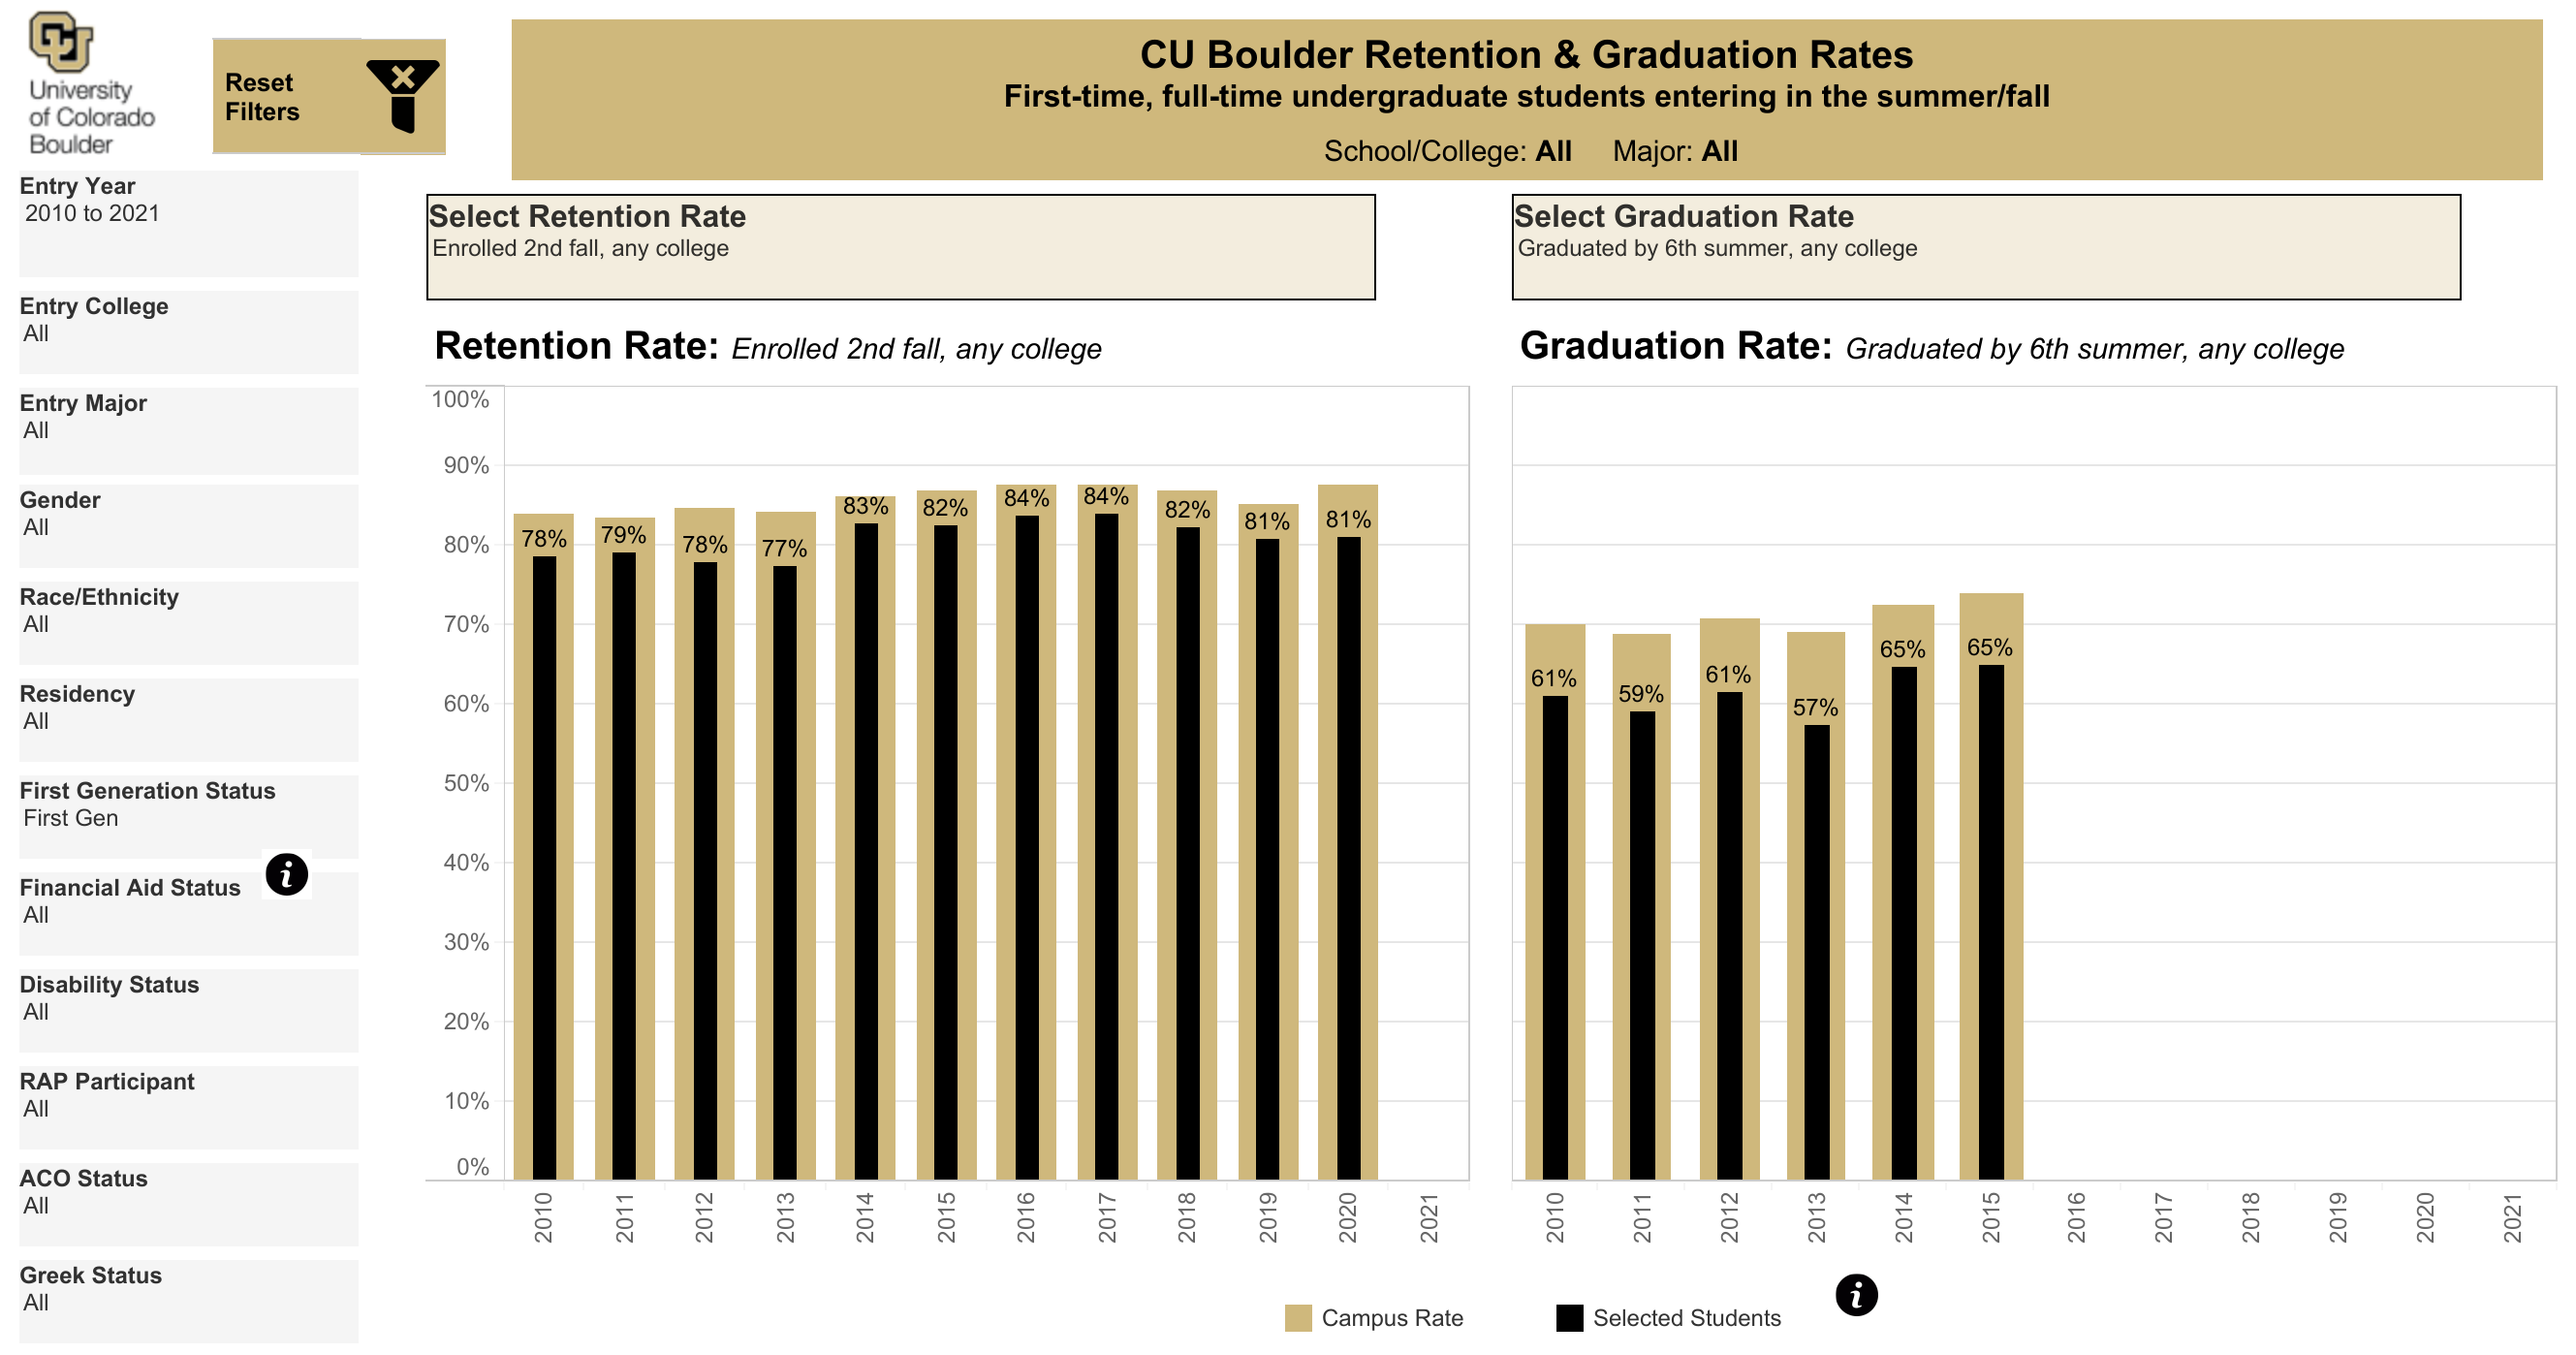 CU
University
of Colorado
Boulder
Reset
Filters
CU Boulder Retention & Graduation Rates
First-time, full-time undergraduate students entering in the summer/fall
School/College: All Major: All
Entry Year
2010 to 2021
Entry College
All
Entry Major
All
Gender
All
Race/Ethnicity
All
Residency
All
First Generation Status
First Gen
i
Financial Aid Status
All
Disability Status
All
RAP Participant
All
ACO Status
All
Greek Status
All
Select Retention Rate
Enrolled 2nd fall, any college
Retention Rate: Enrolled 2nd fall, any college
100%
90%
80%
70%
60%
50%
40%
30%
20%
10%
0%
78% 79% 78% 77% 83% 82% 84% 84% 82% 81% 81%
2010 2011 2012 2013 2014 2015 2016 2017 2018 2019 2020 2021
Select Graduation Rate
Graduated by 6th summer, any college
Graduation Rate: Graduated by 6th summer, any college
61% 59% 61% 57% 65% 65%
2010 2011 2012 2013 2014 2015 2016 2017 2018 2019 2020 2021
Campus Rate
Selected Students
i